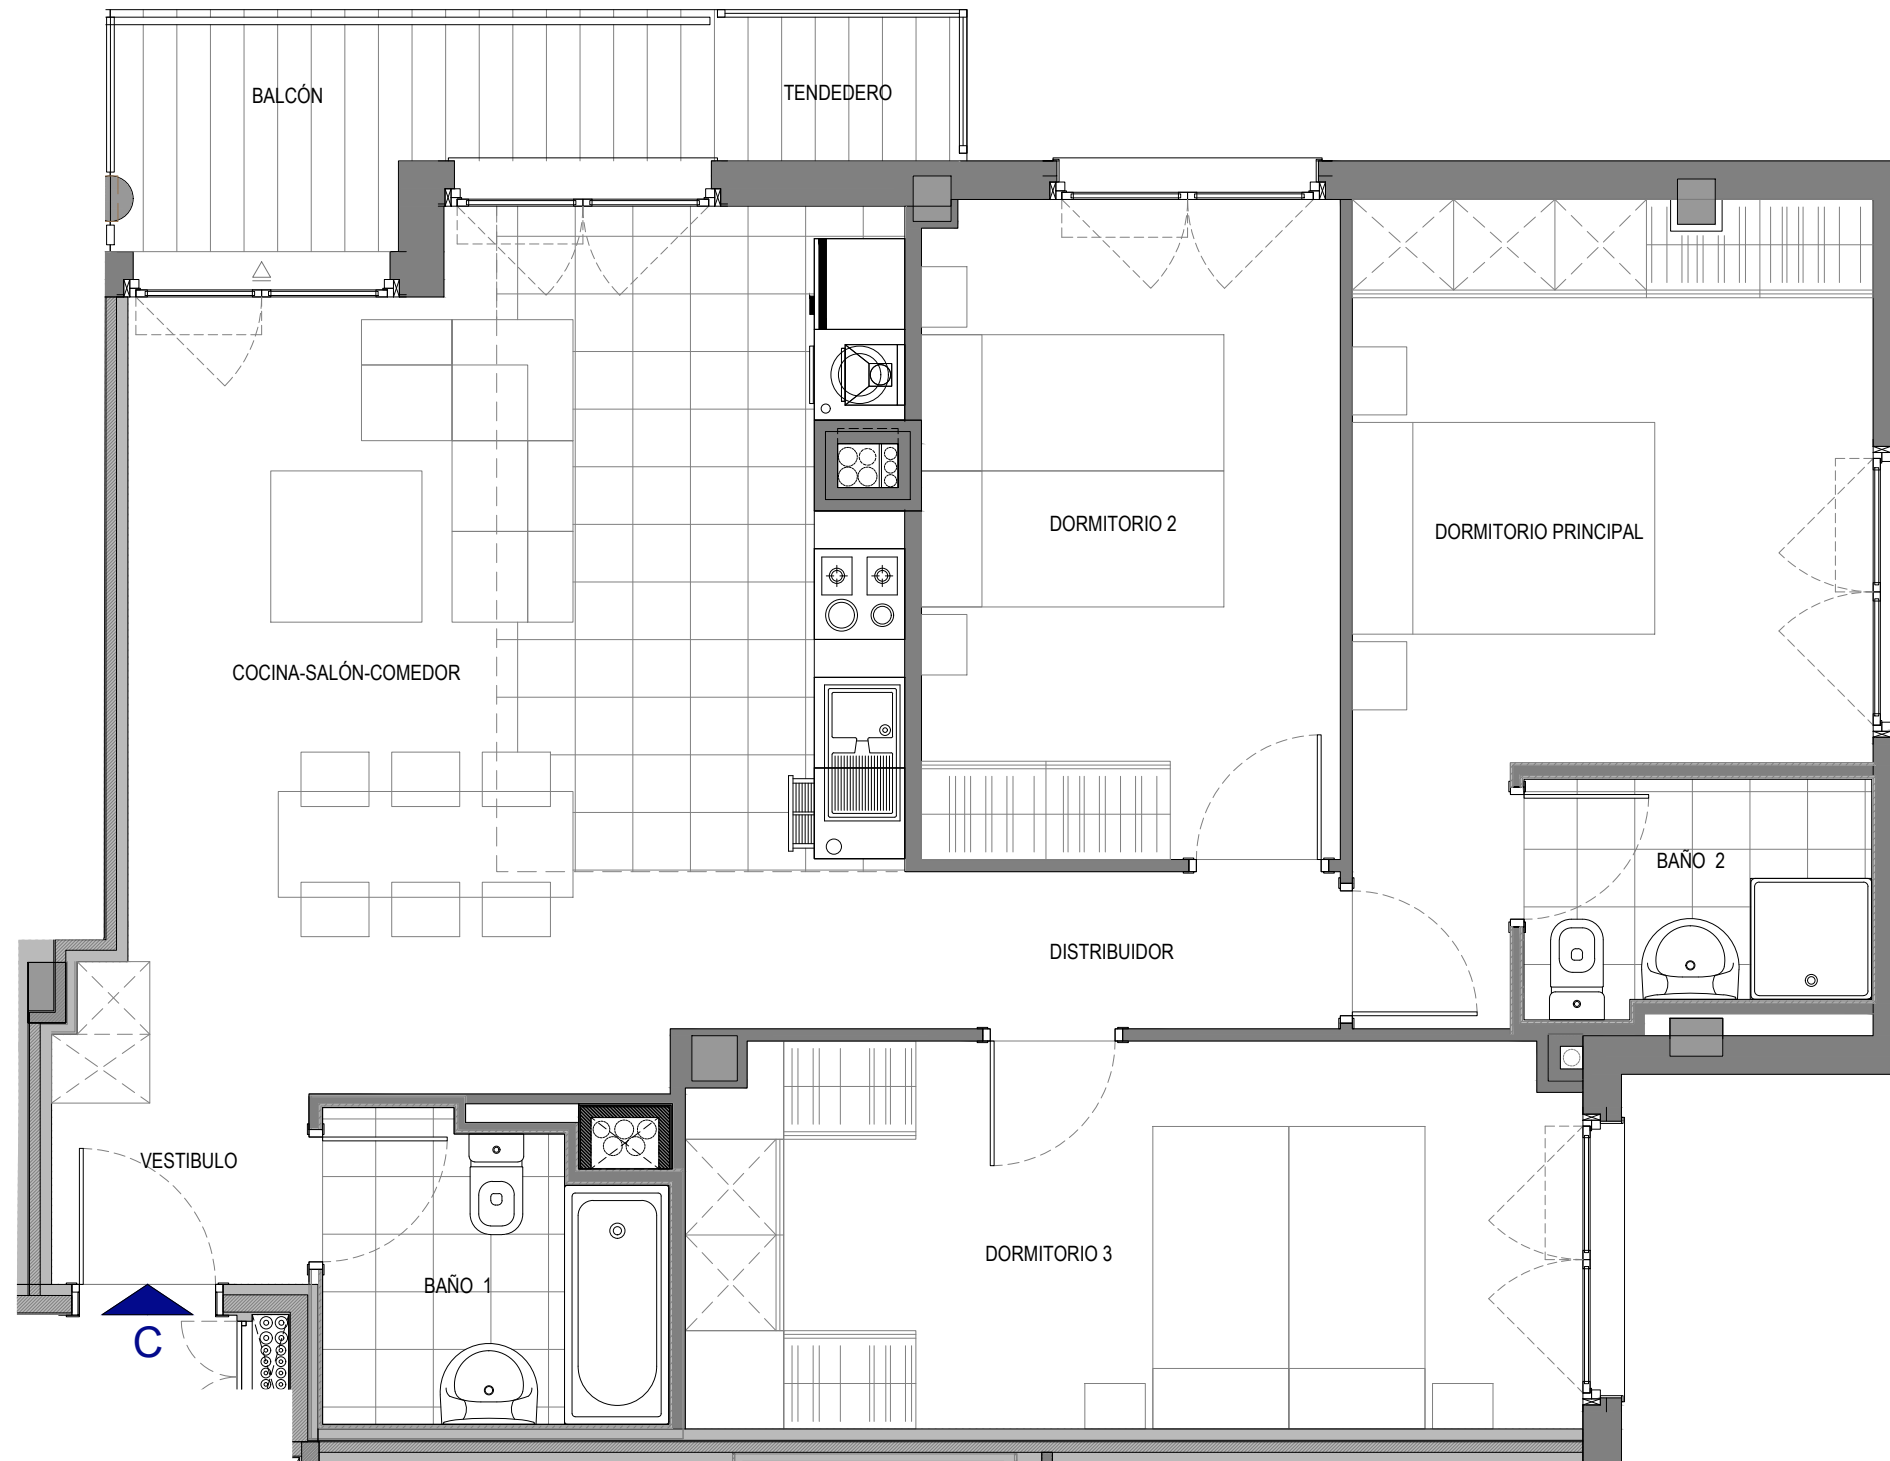 BALCÓN
TENDEDERO
DORMITORIO 2
DORMITORIO PRINCIPAL
COCINA-SALÓN-COMEDOR
BAÑO 2
DISTRIBUIDOR
VESTIBULO
DORMITORIO 3
BAÑO 1
C